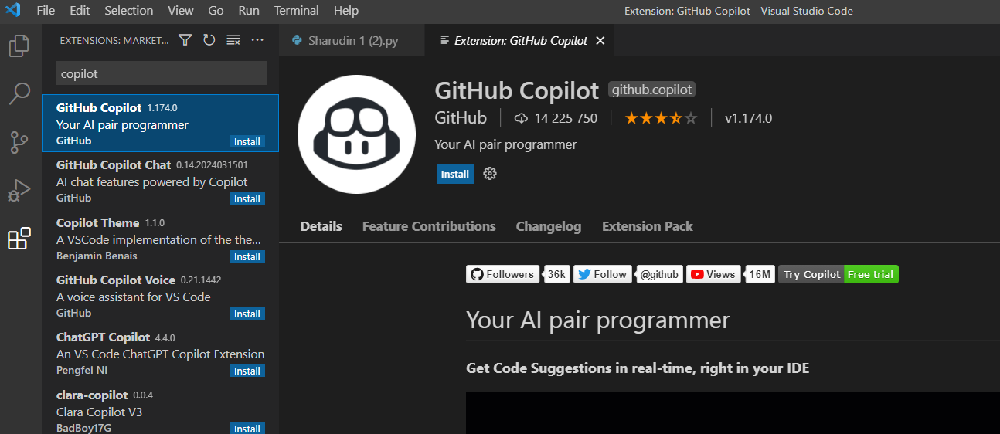 File Edit Selection View Go Run Terminal Help
Extension: GitHub Copilot - Visual Studio Code
EXTENSIONS: MARKET...
copilot
GitHub Copilot 1.174.0
Your AI pair programmer
GitHub Install
GitHub Copilot Chat 0.14.2024031501
AI chat features powered by Copilot
GitHub Install
Copilot Theme 1.1.0
A VSCode implementation of the the...
Benjamin Benais Install
GitHub Copilot Voice 0.21.1442
A voice assistant for VS Code
GitHub Install
ChatGPT Copilot 4.4.0
An VS Code ChatGPT Copilot Extension
Pengfei Ni Install
clara-copilot 0.0.4
Clara Copilot V3
BadBoy17G Install
Sharudin 1 (2).py
Extension: GitHub Copilot
GitHub Copilot github.copilot
GitHub 14 225 750 v1.174.0
Your AI pair programmer
Install
Details Feature Contributions Changelog Extension Pack
Followers 36k Follow @github Views 16M Try Copilot Free trial
Your AI pair programmer
Get Code Suggestions in real-time, right in your IDE